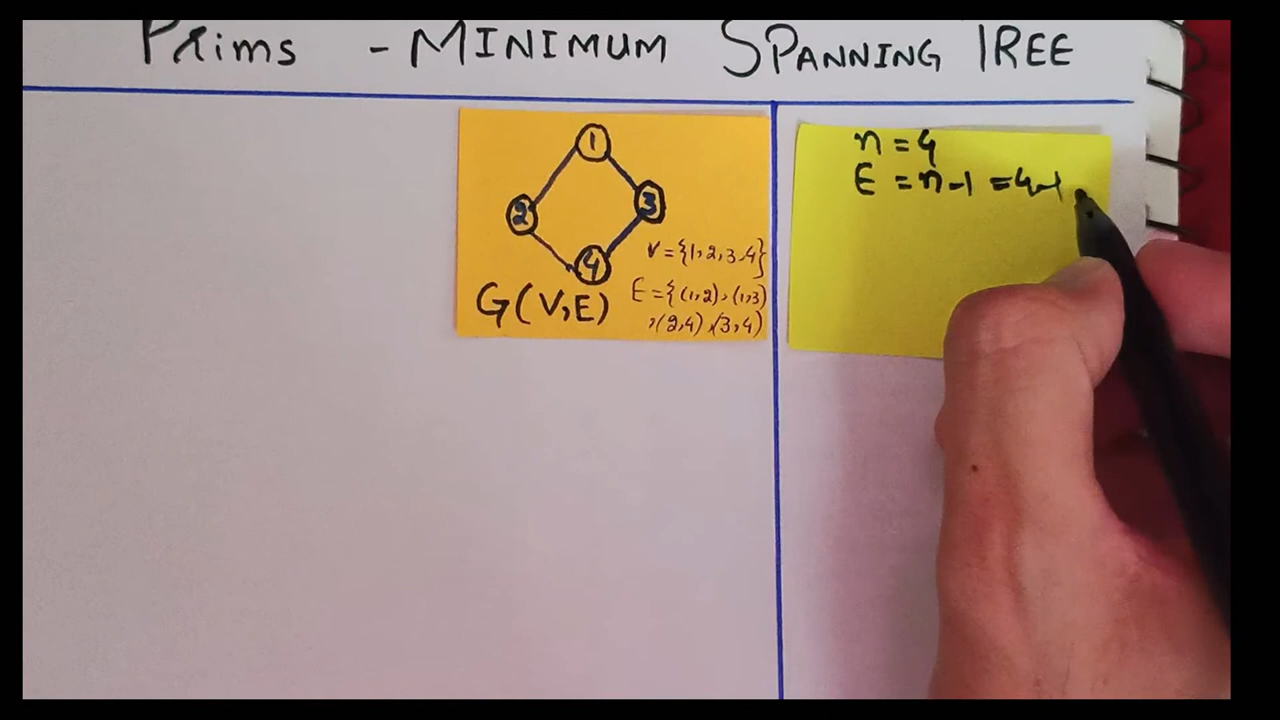 Prims - MINIMUM SPANNING TREE
1
2
3
4
G(V,E)
V={1,2,3,4}
E={(1,2),(1,3)
,(2,4),(3,4)
n=4
E=n-1=4-1